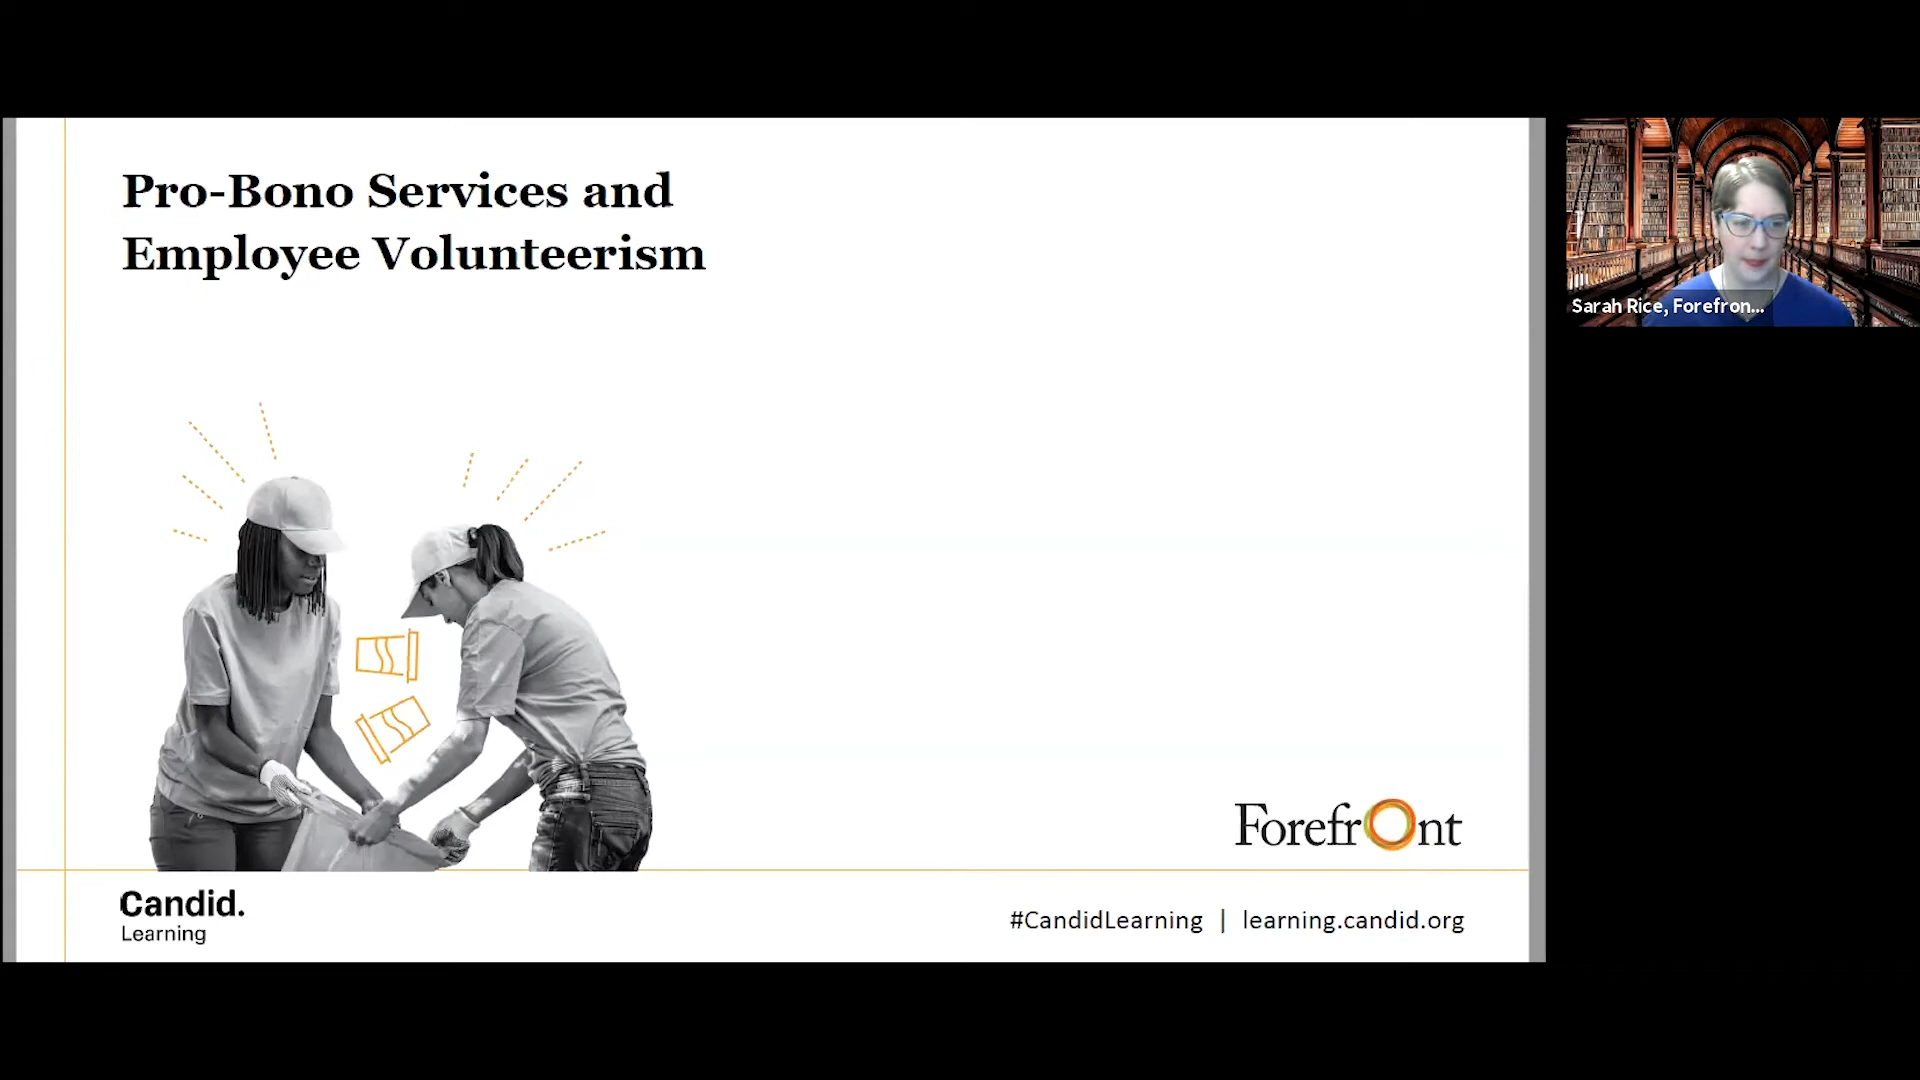 Pro-Bono Services and
Employee Volunteerism
Sarah Rice, Forefron...
Forefront
Candid.
Learning
#CandidLearning | learning.candid.org